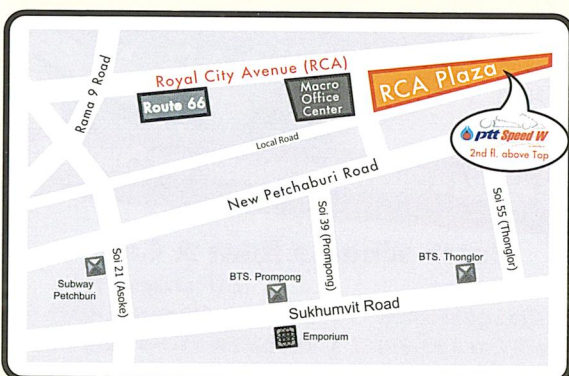 Rama 9 Road
Royal City Avenue (RCA)
Route 66
Macro
Office
Center
RCA Plaza
ptt Speed W
2nd fl. above Top
Local Road
New Petchaburi Road
Soi 21 (Asoke)
Soi 39 (Prompong)
Soi 55 (Thonglor)
Subway
Petchburi
BTS. Prompong
BTS. Thonglor
Sukhumvit Road
Emporium